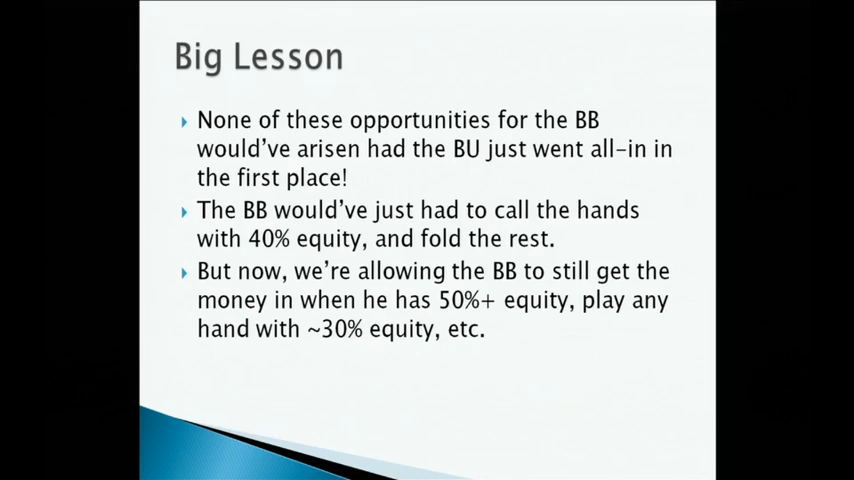 Big Lesson
None of these opportunities for the BB
would've arisen had the BU just went all-in in
the first place!
The BB would've just had to call the hands
with 40% equity, and fold the rest.
But now, we're allowing the BB to still get the
money in when he has 50%+ equity, play any
hand with ~30% equity, etc.